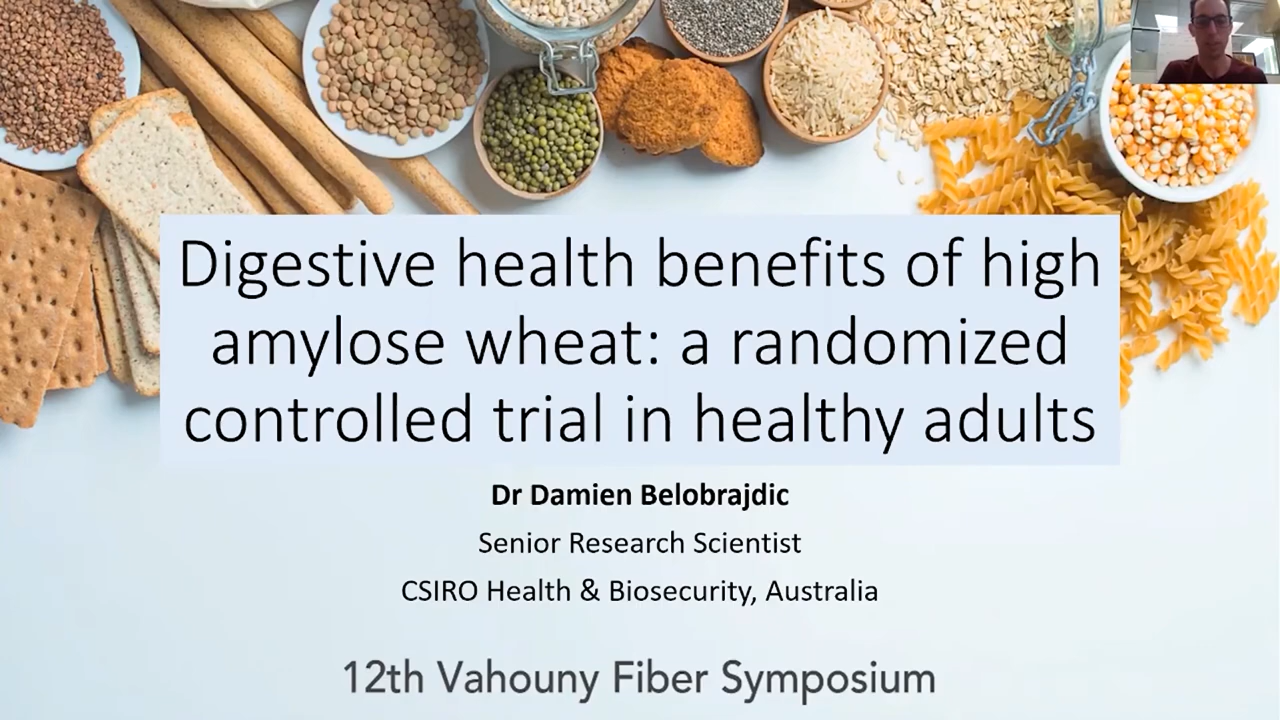 Digestive health benefits of high
amylose wheat: a randomized
controlled trial in healthy adults
Dr Damien Belobrajdic
Senior Research Scientist
CSIRO Health & Biosecurity, Australia
12th Vahouny Fiber Symposium